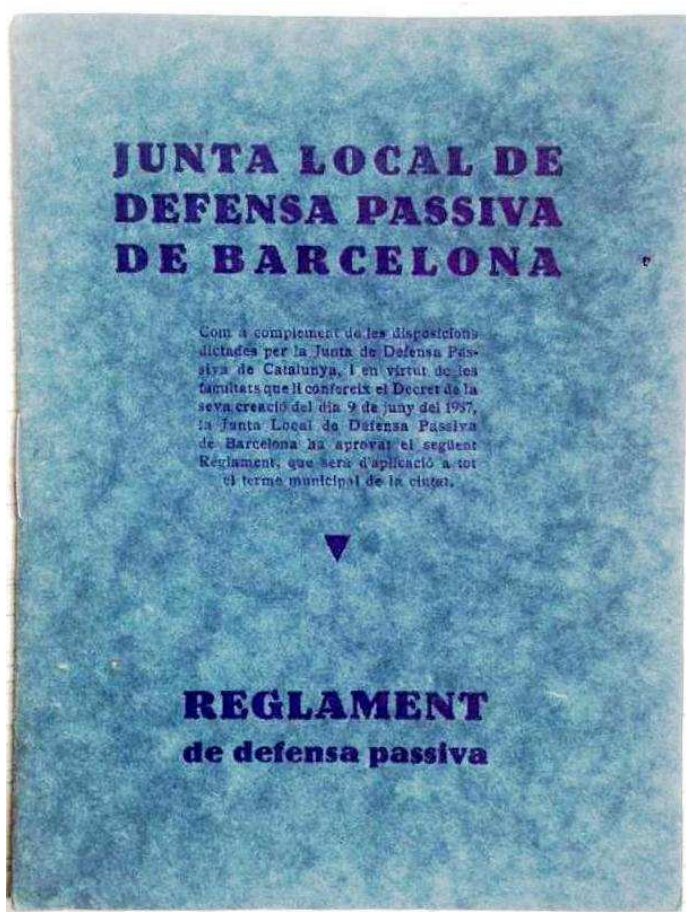 JUNTA LOCAL DE
DEFENSA PASSIVA
DE BARCELONA
Com a complement de les disposicions
dictades per la Junta de Defensa Pas-
siva de Catalunya, i en virtut de les
facultats que li confereix el Decret de la
seva creació del dia 9 de juny del 1937,
la Junta Local de Defensa Passiva
de Barcelona ha aprovat el següent
Reglament, que serà d'aplicació a tot
el terme municipal de la ciutat.
REGLAMENT
de defensa passiva